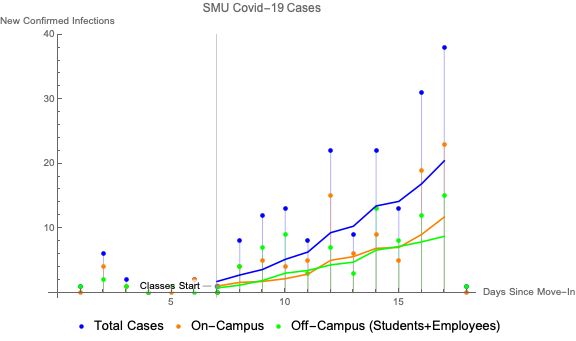 SMU Covid-19 Cases
New Confirmed Infections
40
30
20
10
Classes Start
5
10
15
Days Since Move-In
Total Cases
On-Campus
Off-Campus (Students+Employees)